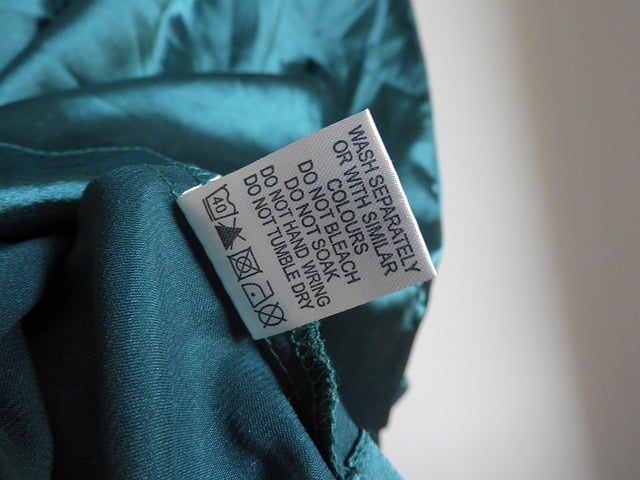 WASH SEPARATELY
OR WITH SIMILAR
COLOURS
DO NOT BLEACH
DO NOT SOAK
DO NOT HAND WRING
DO NOT TUMBLE DRY
40